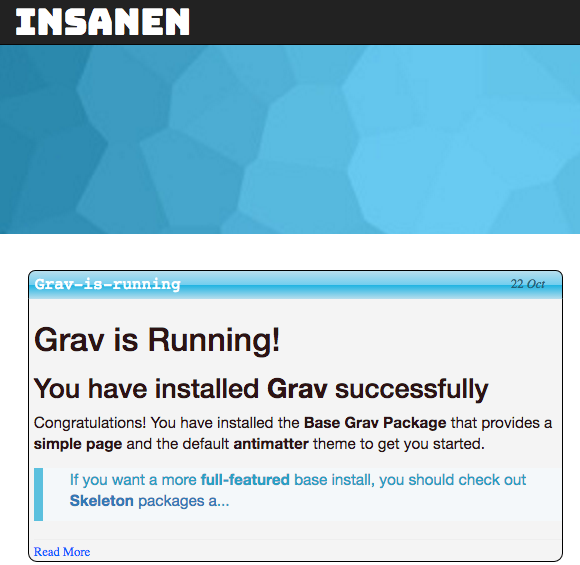 INSANEN
Grav-is-running
22 Oct
Grav is Running!
You have installed Grav successfully
Congratulations! You have installed the Base Grav Package that provides a
simple page and the default antimatter theme to get you started.
If you want a more full-featured base install, you should check out
Skeleton packages a...
Read More